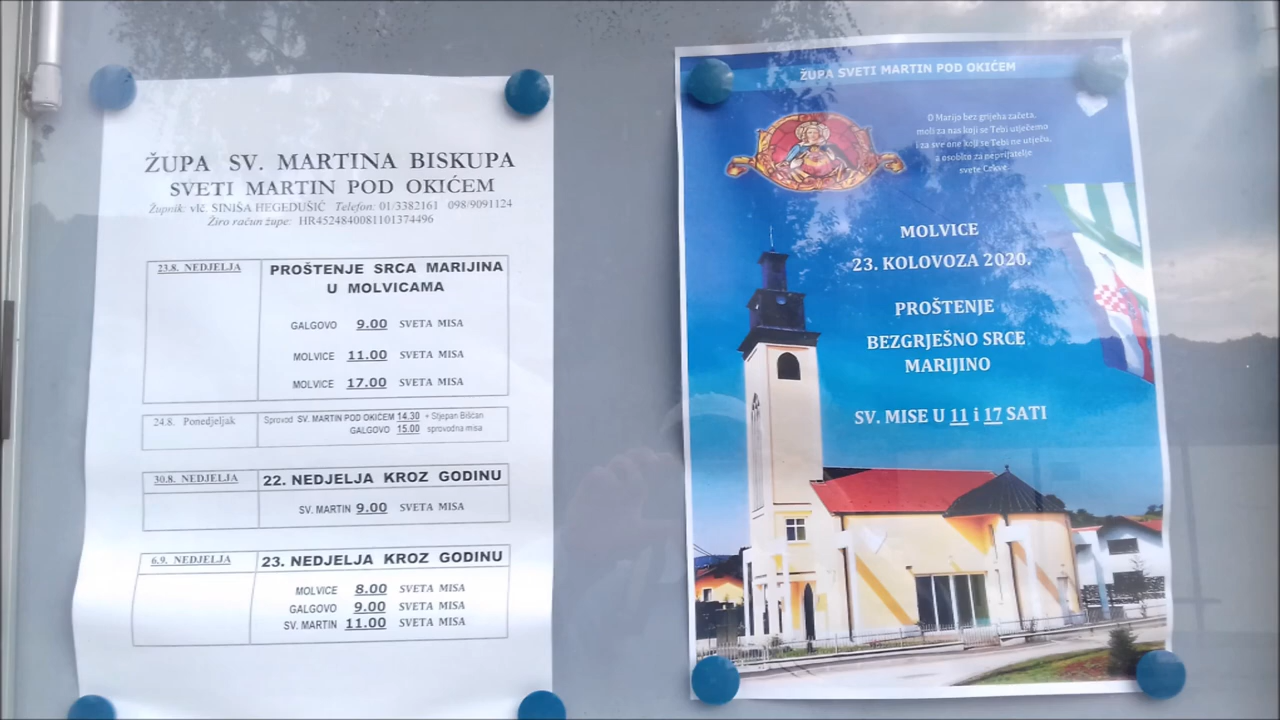 ŽUPA SV. MARTINA BISKUPA
SVETI MARTIN POD OKIĆEM
Župnik: vlč. SINIŠA HEGEDUŠIĆ Telefon: 01/3382161 098/9091124
Žiro račun župe: HR4524840081101374496
23.8. NEDJELJA
PROŠTENJE SRCA MARIJINA
U MOLVICAMA
GALGOVO 9.00 SVETA MISA
MOLVICE 11.00 SVETA MISA
MOLVICE 17.00 SVETA MISA
24.8. Ponedjeljak
Sprovod SV. MARTIN POD OKIĆEM 14.30 + Stjepan Bišćan
GALGOVO 15.00 sprovodna misa
30.8. NEDJELJA
22. NEDJELJA KROZ GODINU
SV. MARTIN 9.00 SVETA MISA
6.9. NEDJELJA
23. NEDJELJA KROZ GODINU
MOLVICE 8.00 SVETA MISA
GALGOVO 9.00 SVETA MISA
SV. MARTIN 11.00 SVETA MISA
ŽUPA SVETI MARTIN POD OKIĆEM
O Marijo bez grijeha začeta,
moli za nas koji se Tebi utječemo
i za sve one koji se Tebi ne utječu,
a osobito za neprijatelje
svete Crkve.
MOLVICE
23. KOLOVOZA 2020.
PROŠTENJE
BEZGRJEŠNO SRCE
MARIJINO
SV. MISE U 11 i 17 SATI